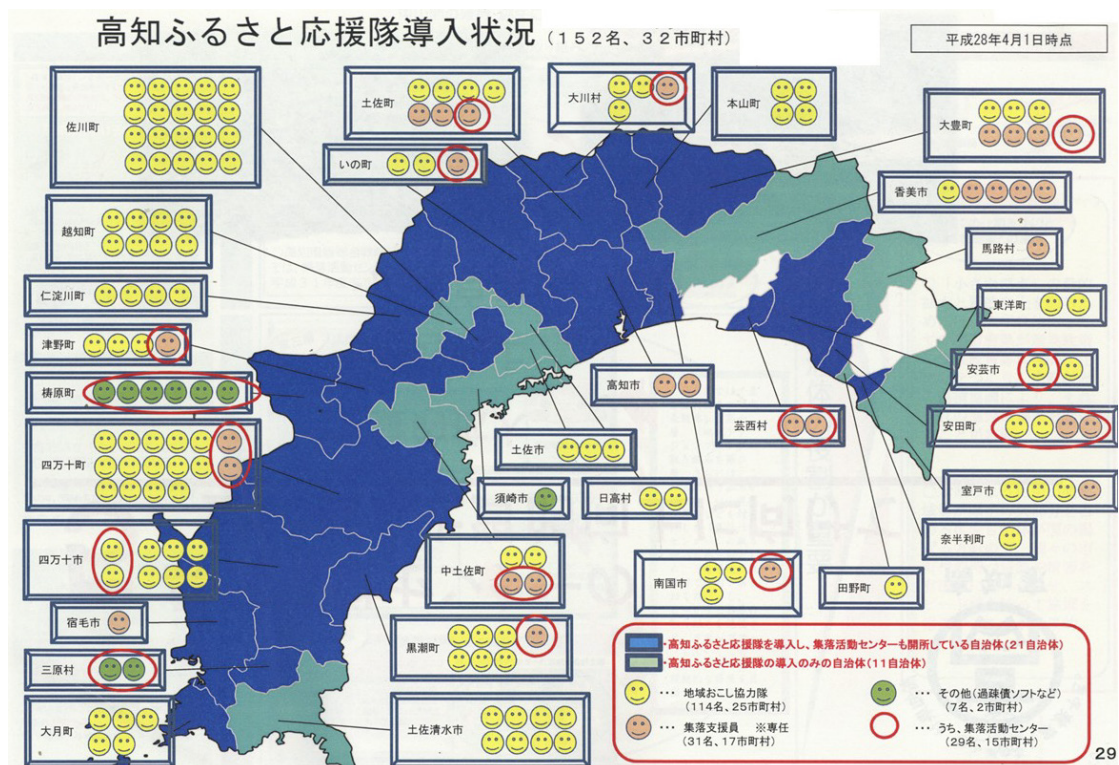 高知ふるさと応援隊導入状況(152名、32市町村)
平成28年4月1日時点
佐川町
土佐町
大川村
本山町
大豊町
いの町
香美市
越知町
馬路村
仁淀川町
東洋町
津野町
安芸市
梼原町
高知市
芸西村
安田町
四万十町
土佐市
須崎市
日高村
室戸市
奈半利町
四万十市
中土佐町
南国市
田野町
宿毛市
黒潮町
三原村
大月町
土佐清水市
・高知ふるさと応援隊を導入し、集落活動センターも開所している自治体(21自治体)
・高知ふるさと応援隊の導入のみの自治体(11自治体)
… 地域おこし協力隊
(114名、25市町村)
… その他(過疎債ソフトなど)
(7名、2市町村)
… 集落支援員 ※専任
(31名、17市町村)
… うち、集落活動センター
(29名、15市町村)
29